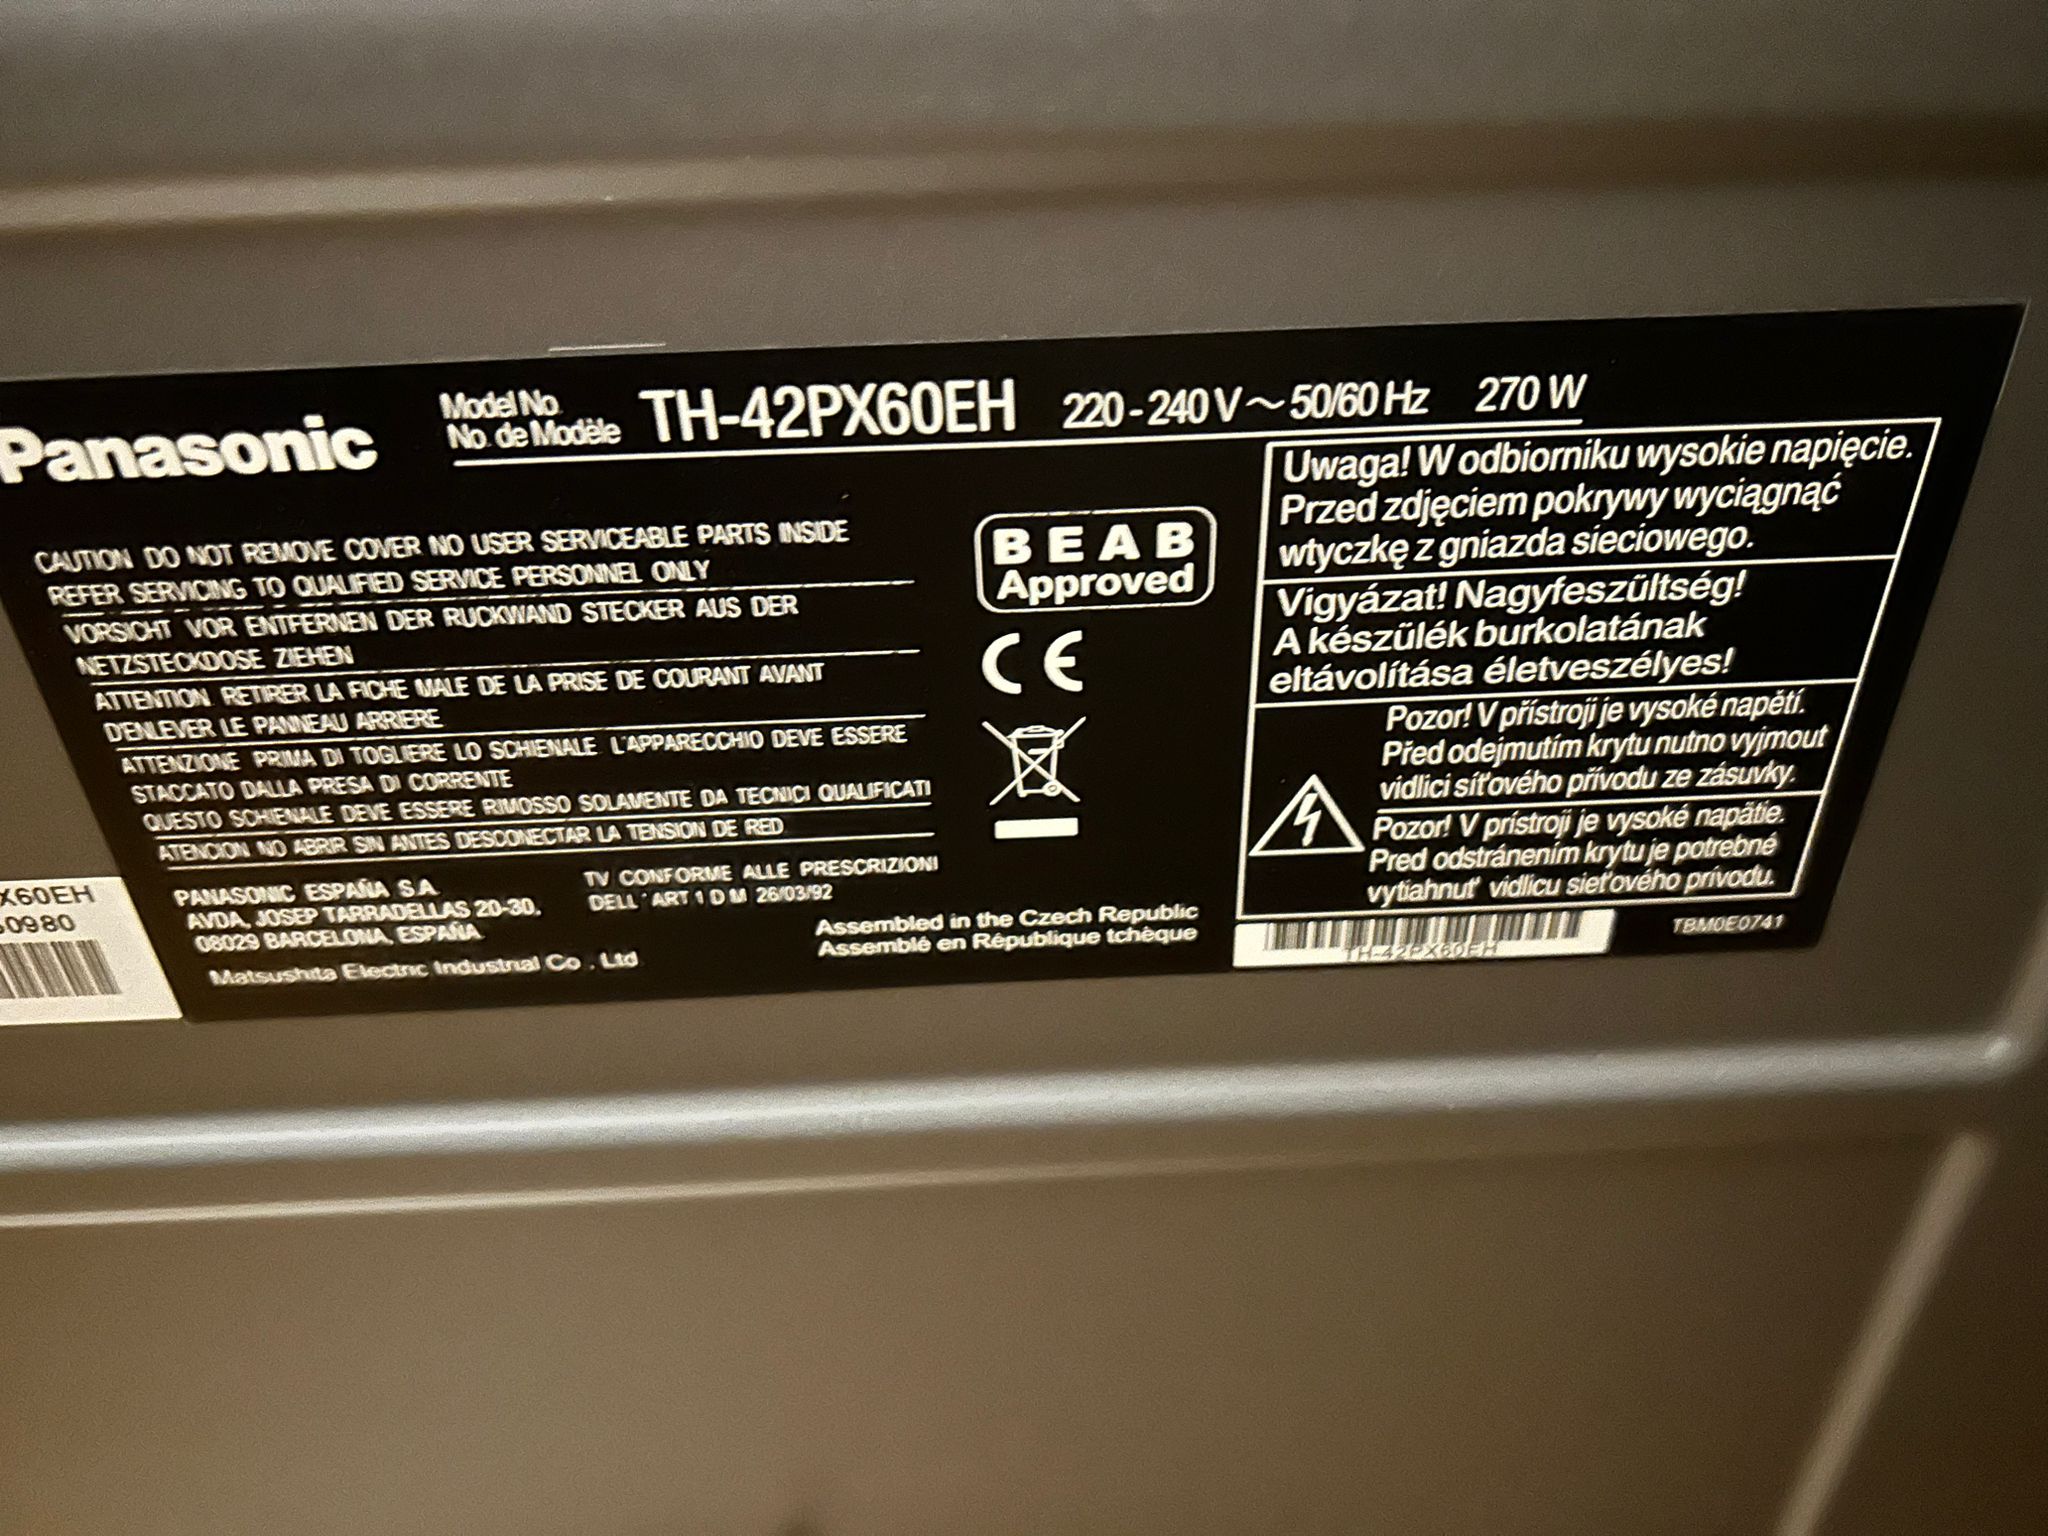 Panasonic
Model No.
No. de Modèle
TH-42PX60EH 220-240V~50/60Hz 270W
CAUTION DO NOT REMOVE COVER NO USER SERVICEABLE PARTS INSIDE
REFER SERVICING TO QUALIFIED SERVICE PERSONNEL ONLY
VORSICHT VOR ENTFERNEN DER RUCKWAND STECKER AUS DER
NETZSTECKDOSE ZIEHEN
ATTENTION RETIRER LA FICHE MALE DE LA PRISE DE COURANT AVANT
D'ENLEVER LE PANNEAU ARRIERE
ATTENZIONE PRIMA DI TOGLIERE LO SCHIENALE L'APPARECCHIO DEVE ESSERE
STACCATO DALLA PRESA DI CORRENTE
QUESTO SCHIENALE DEVE ESSERE RIMOSSO SOLAMENTE DA TECNICI QUALIFICATI
ATENCION NO ABRIR SIN ANTES DESCONECTAR LA TENSION DE RED
PANASONIC ESPAÑA S.A.
AVDA. JOSEP TARRADELLAS 20-30.
08029 BARCELONA, ESPAÑA
TV CONFORME ALLE PRESCRIZIONI
DELL'ART 1 D M 26/03/92
Matsushita Electric Industrial Co., Ltd
Assembled in the Czech Republic
Assemblé en République tchèque
BEAB
Approved
CE
Uwaga! W odbiorniku wysokie napięcie.
Przed zdjęciem pokrywy wyciągnąć
wtyczkę z gniazda sieciowego.
Vigyázat! Nagyfeszültség!
A készülék burkolatának
eltávolítása életveszélyes!
Pozor! V přístroji je vysoké napětí.
Před odejmutím krytu nutno vyjmout
vidlici síťového přívodu ze zásuvky.
Pozor! V prístroji je vysoké napätie.
Pred odstránením krytu je potrebné
vytiahnuť vidlicu sieťového prívodu.
TH-42PX60EH
TBM0E0741
X60EH
0980